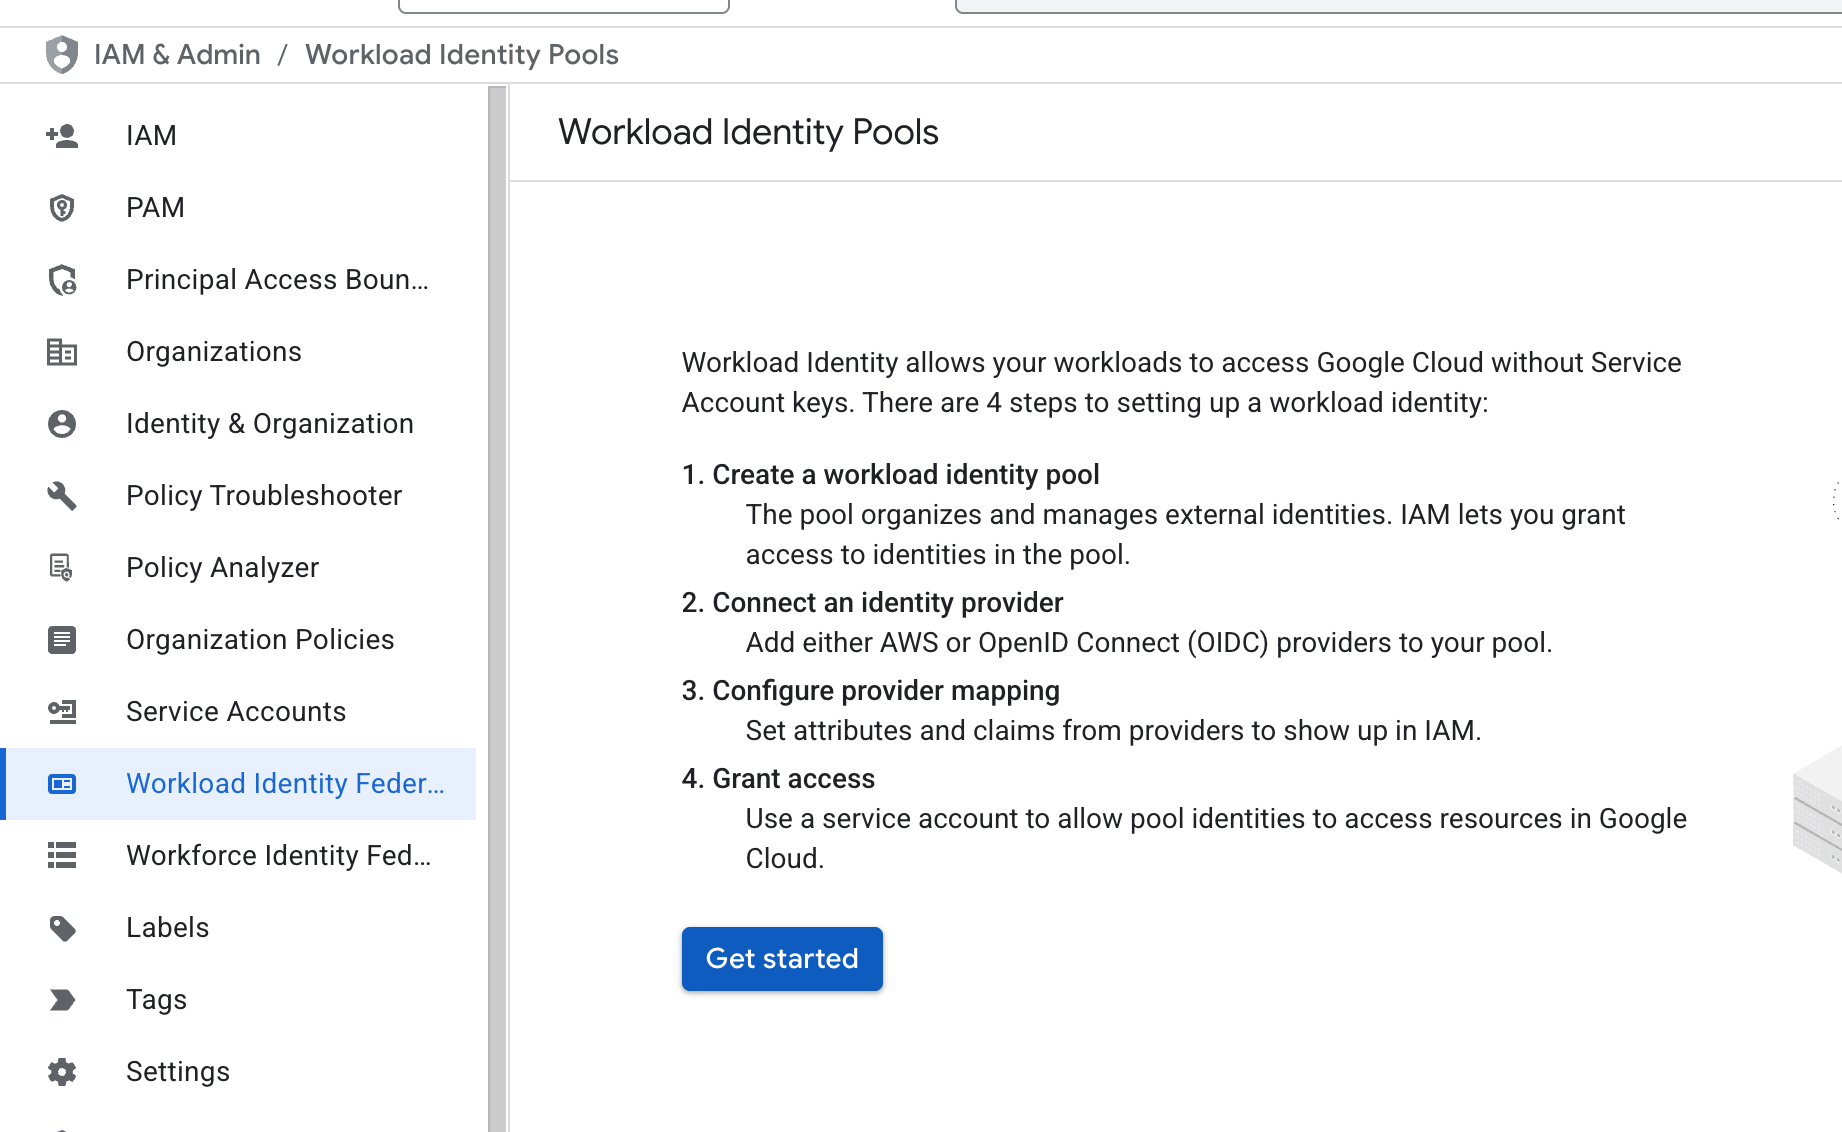 IAM & Admin / Workload Identity Pools
IAM
PAM
Principal Access Boun...
Organizations
Identity & Organization
Policy Troubleshooter
Policy Analyzer
Organization Policies
Service Accounts
Workload Identity Feder...
Workforce Identity Fed...
Labels
Tags
Settings
Workload Identity Pools
Workload Identity allows your workloads to access Google Cloud without Service
Account keys. There are 4 steps to setting up a workload identity:
1. Create a workload identity pool
The pool organizes and manages external identities. IAM lets you grant
access to identities in the pool.
2. Connect an identity provider
Add either AWS or OpenID Connect (OIDC) providers to your pool.
3. Configure provider mapping
Set attributes and claims from providers to show up in IAM.
4. Grant access
Use a service account to allow pool identities to access resources in Google
Cloud.
Get started